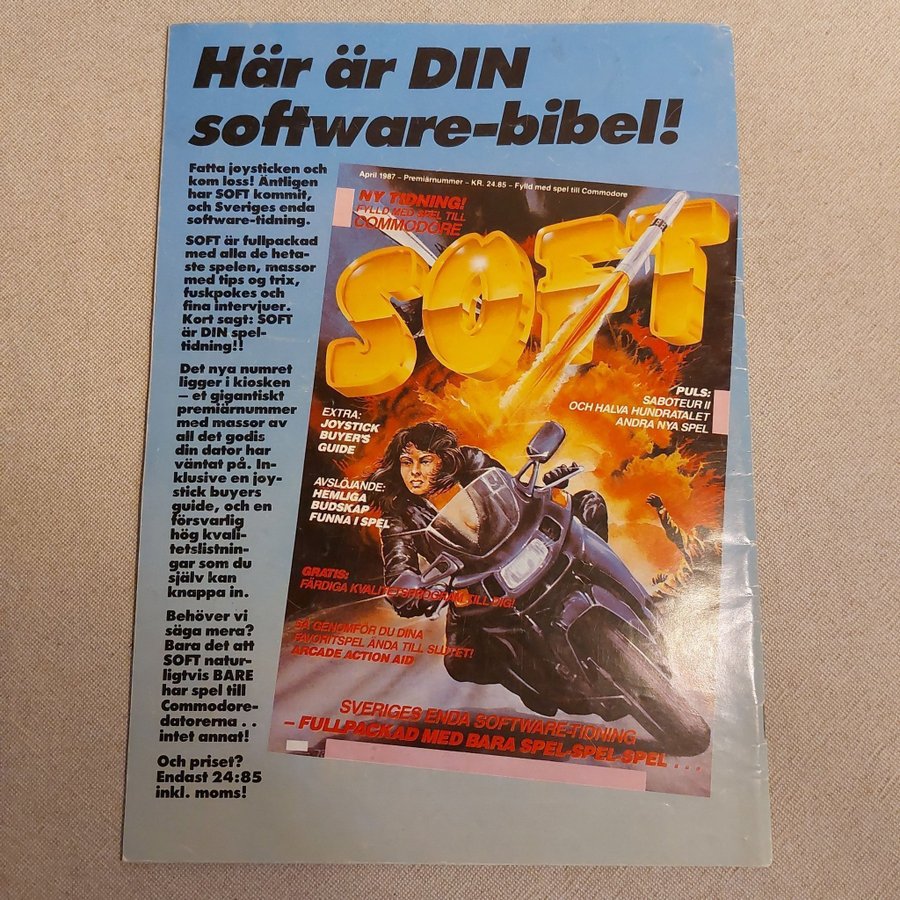 Här är DIN
software-bibel!
Fatta joysticken och
kom loss! Äntligen
har SOFT kommit,
och Sveriges enda
software-tidning.
SOFT är fullpackad
med alla de heta-
ste spelen, massor
med tips og trix,
fuskpokes och
fina intervjuer.
Kort sagt: SOFT
är DIN spel-
tidning!!
Det nya numret
ligger i kiosken
– et gigantiskt
premiärnummer
med massor av
all det godis
din dator har
väntat på. In-
klusive en joy-
stick buyers
guide, och en
försvarlig
hög kvali-
tetslistnin-
gar som du
själv kan
knappa in.
Behöver vi
säga mera?
Bara det att
SOFT natur-
ligtvis BARE
har spel till
Commodore-
datorerna . .
intet annat!
Och priset?
Endast 24:85
inkl. moms!
April 1987 – Premiärnummer – KR. 24.85 – Fylld med spel till Commodore
NY TIDNING!
FYLLD MED SPEL TILL
COMMODORE
SOFT
PULS:
SABOTEUR II
OCH HALVA HUNDRATALET
ANDRA NYA SPEL
EXTRA:
JOYSTICK
BUYER'S
GUIDE
AVSLÖJANDE:
HEMLIGA
BUDSKAP
FUNNA I SPEL
GRATIS:
FÄRDIGA KVALITETSPROGRAM TILL DIG!
SÅ GENOMFÖR DU DINA
FAVORITSPEL ÄNDA TILL SLUTET!
ARCADE ACTION AID
SVERIGES ENDA SOFTWARE-TIDNING
– FULLPACKAD MED BARA SPEL-SPEL-SPEL . . .